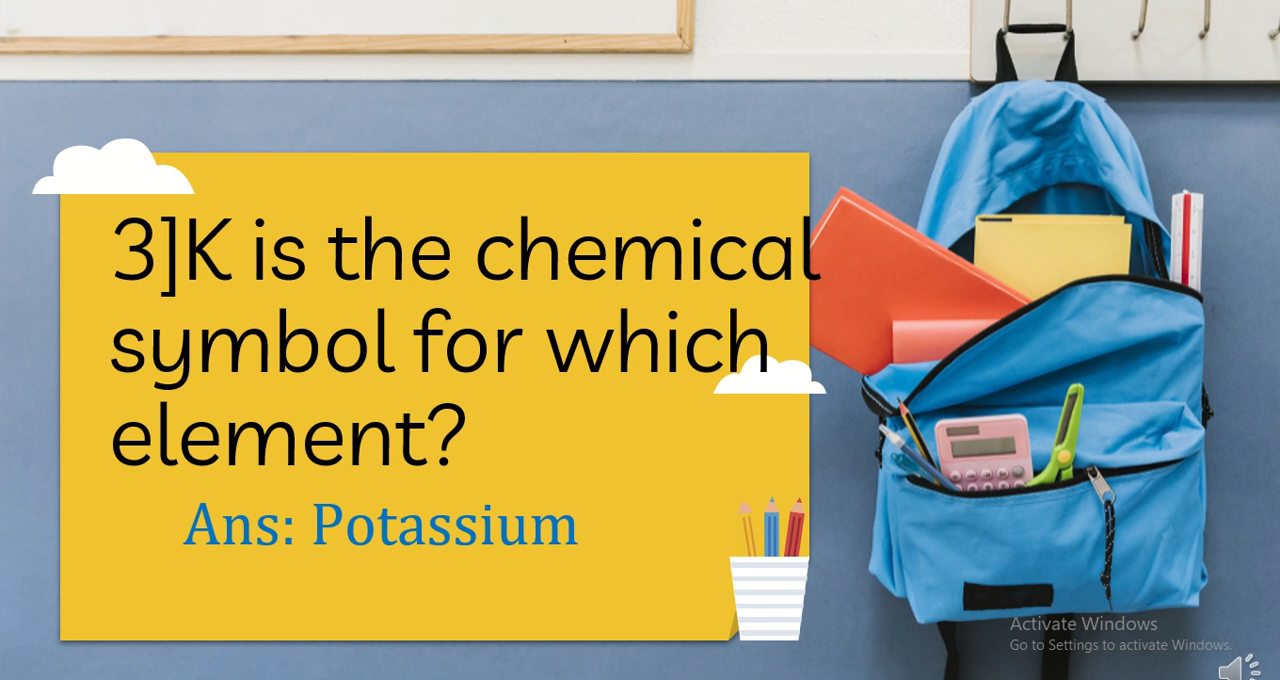 3]K is the chemical
symbol for which
element?
Ans: Potassium
Activate Windows
Go to Settings to activate Windows.